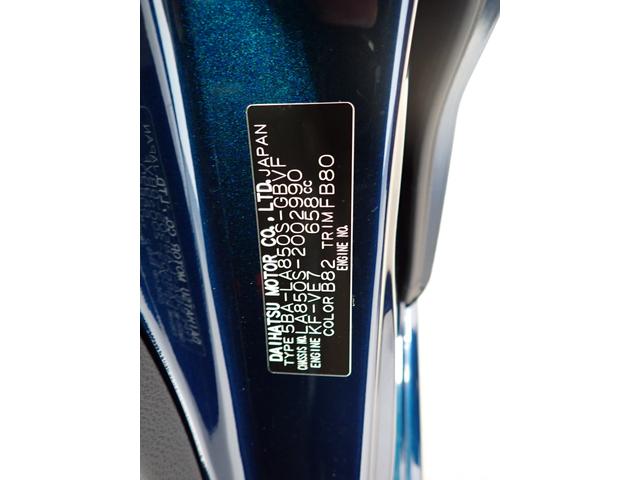 DAIHATSU MOTOR CO., LTD. JAPAN
TYPE 5BA-LA850S-GBVF
CHASSIS NO. LA850S-2002990
ENGINE KF-VE7 658cc
COLOR B82 TRIM FB80
ENGINE NO.